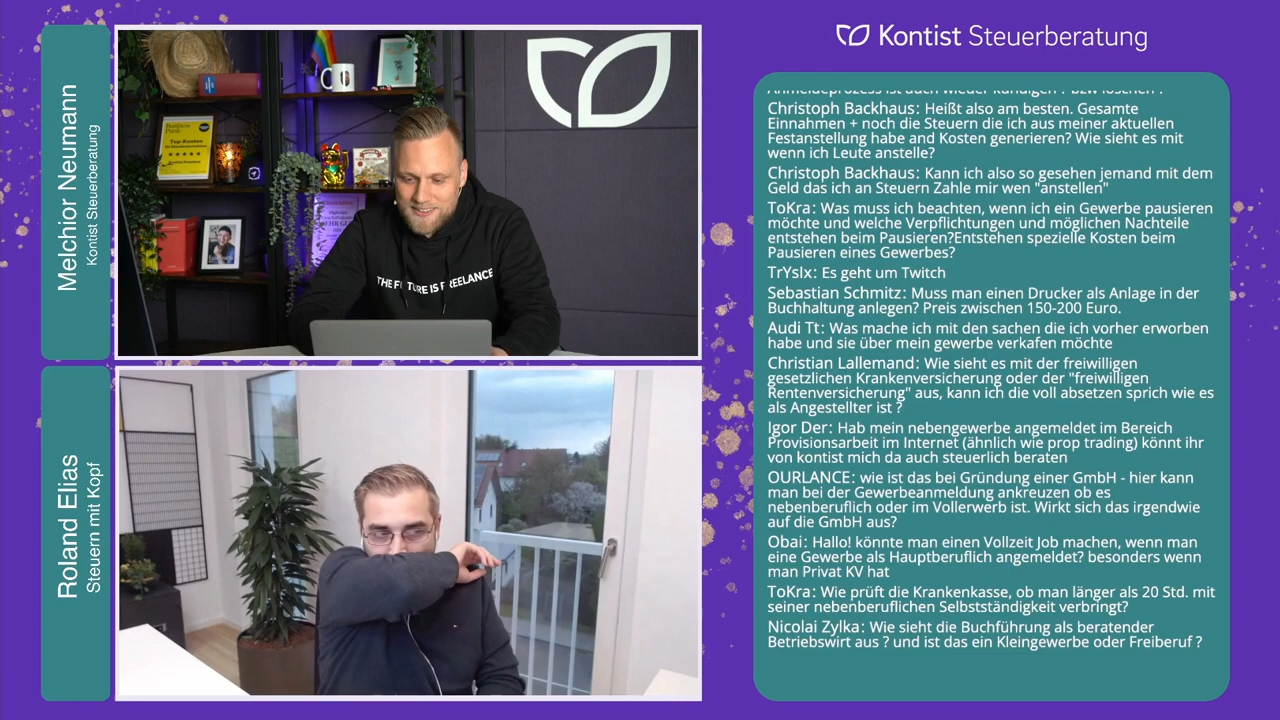 Melchior Neumann
Kontist Steuerberatung
THE FUTURE IS FREELANCE
Business Punk
Top-Konten
Roland Elias
Steuern mit Kopf
Kontist Steuerberatung
Anmeldeprozess ist auch wieder kündigen? bzw löschen?
Christoph Backhaus: Heißt also am besten. Gesamte
Einnahmen + noch die Steuern die ich aus meiner aktuellen
Festanstellung habe and Kosten generieren? Wie sieht es mit
wenn ich Leute anstelle?
Christoph Backhaus: Kann ich also so gesehen jemand mit dem
Geld das ich an Steuern Zahle mir wen "anstellen"
ToKra: Was muss ich beachten, wenn ich ein Gewerbe pausieren
möchte und welche Verpflichtungen und möglichen Nachteile
entstehen beim Pausieren?Entstehen spezielle Kosten beim
Pausieren eines Gewerbes?
TrYsIx: Es geht um Twitch
Sebastian Schmitz: Muss man einen Drucker als Anlage in der
Buchhaltung anlegen? Preis zwischen 150-200 Euro.
Audi Tt: Was mache ich mit den sachen die ich vorher erworben
habe und sie über mein gewerbe verkafen möchte
Christian Lallemand: Wie sieht es mit der freiwilligen
gesetzlichen Krankenversicherung oder der "freiwilligen
Rentenversicherung" aus, kann ich die voll absetzen sprich wie es
als Angestellter ist ?
Igor Der: Hab mein nebengewerbe angemeldet im Bereich
Provisionsarbeit im Internet (ähnlich wie prop trading) könnt ihr
von kontist mich da auch steuerlich beraten
OURLANCE: wie ist das bei Gründung einer GmbH - hier kann
man bei der Gewerbeanmeldung ankreuzen ob es
nebenberuflich oder im Vollerwerb ist. Wirkt sich das irgendwie
auf die GmbH aus?
Obai: Hallo! könnte man einen Vollzeit Job machen, wenn man
eine Gewerbe als Hauptberuflich angemeldet? besonders wenn
man Privat KV hat
ToKra: Wie prüft die Krankenkasse, ob man länger als 20 Std. mit
seiner nebenberuflichen Selbstständigkeit verbringt?
Nicolai Zylka: Wie sieht die Buchführung als beratender
Betriebswirt aus ? und ist das ein Kleingewerbe oder Freiberuf ?